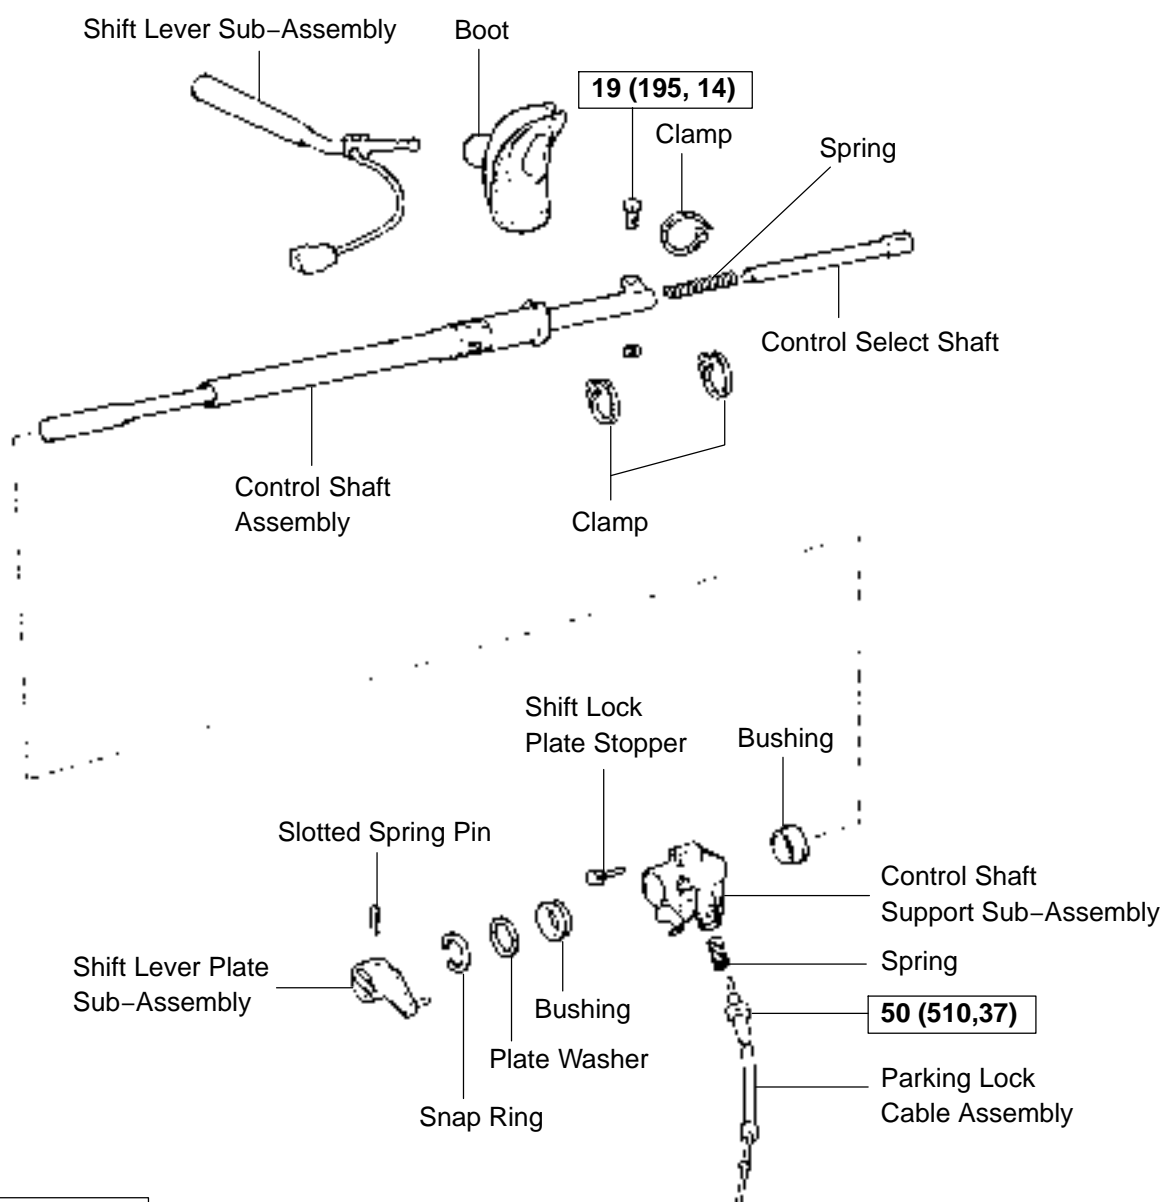 Shift Lever Sub−Assembly
Boot
19 (195, 14)
Clamp
Spring
Control Select Shaft
Control Shaft
Assembly
Clamp
Shift Lock
Plate Stopper
Bushing
Slotted Spring Pin
Control Shaft
Support Sub−Assembly
Shift Lever Plate
Sub−Assembly
Spring
Bushing
50 (510,37)
Plate Washer
Snap Ring
Parking Lock
Cable Assembly